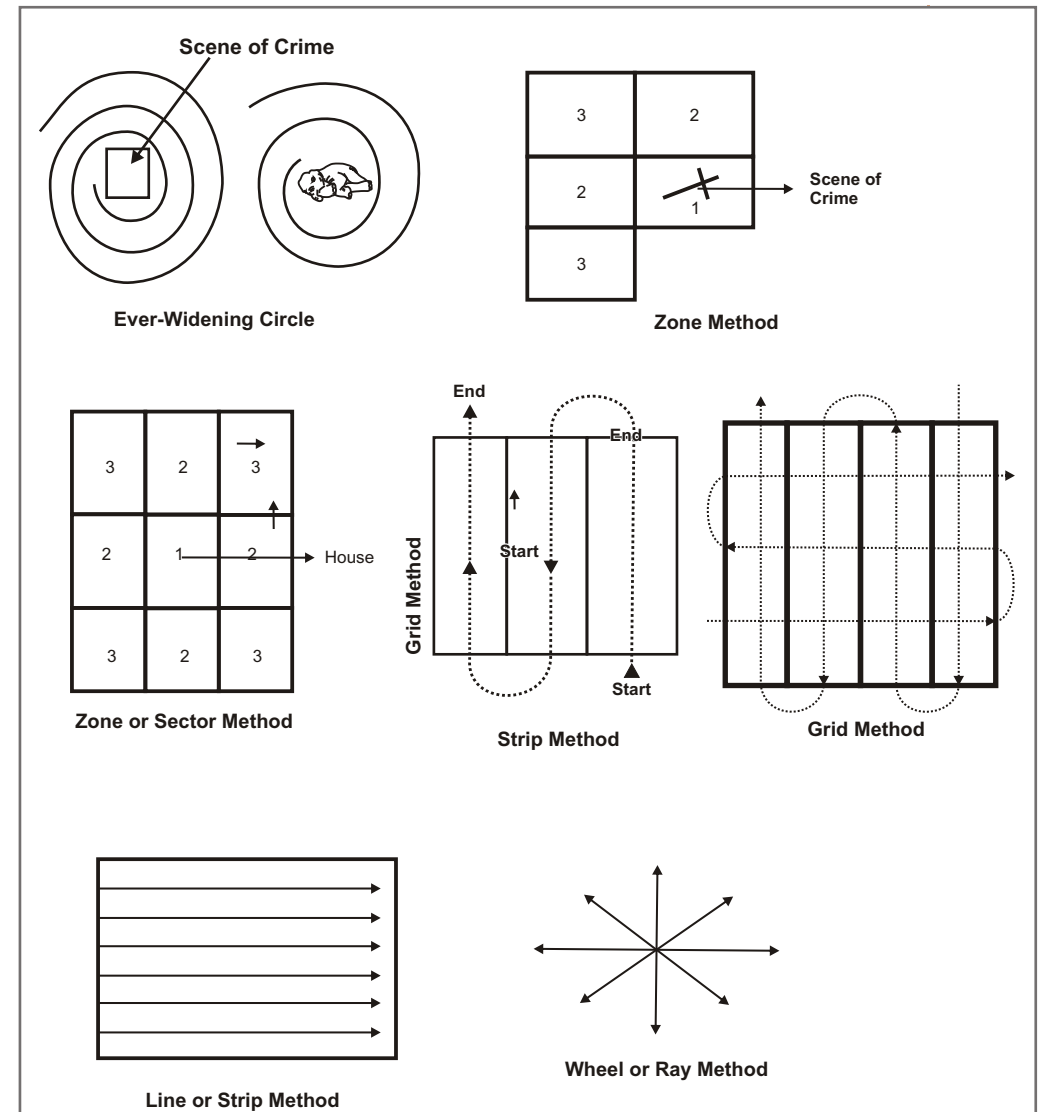 Scene of Crime
Ever-Widening Circle
3
2
2
1
3
Scene of
Crime
Zone Method
3
2
3
2
1
2
House
3
2
3
Zone or Sector Method
End
End
Start
Grid Method
Start
Strip Method
Grid Method
Line or Strip Method
Wheel or Ray Method